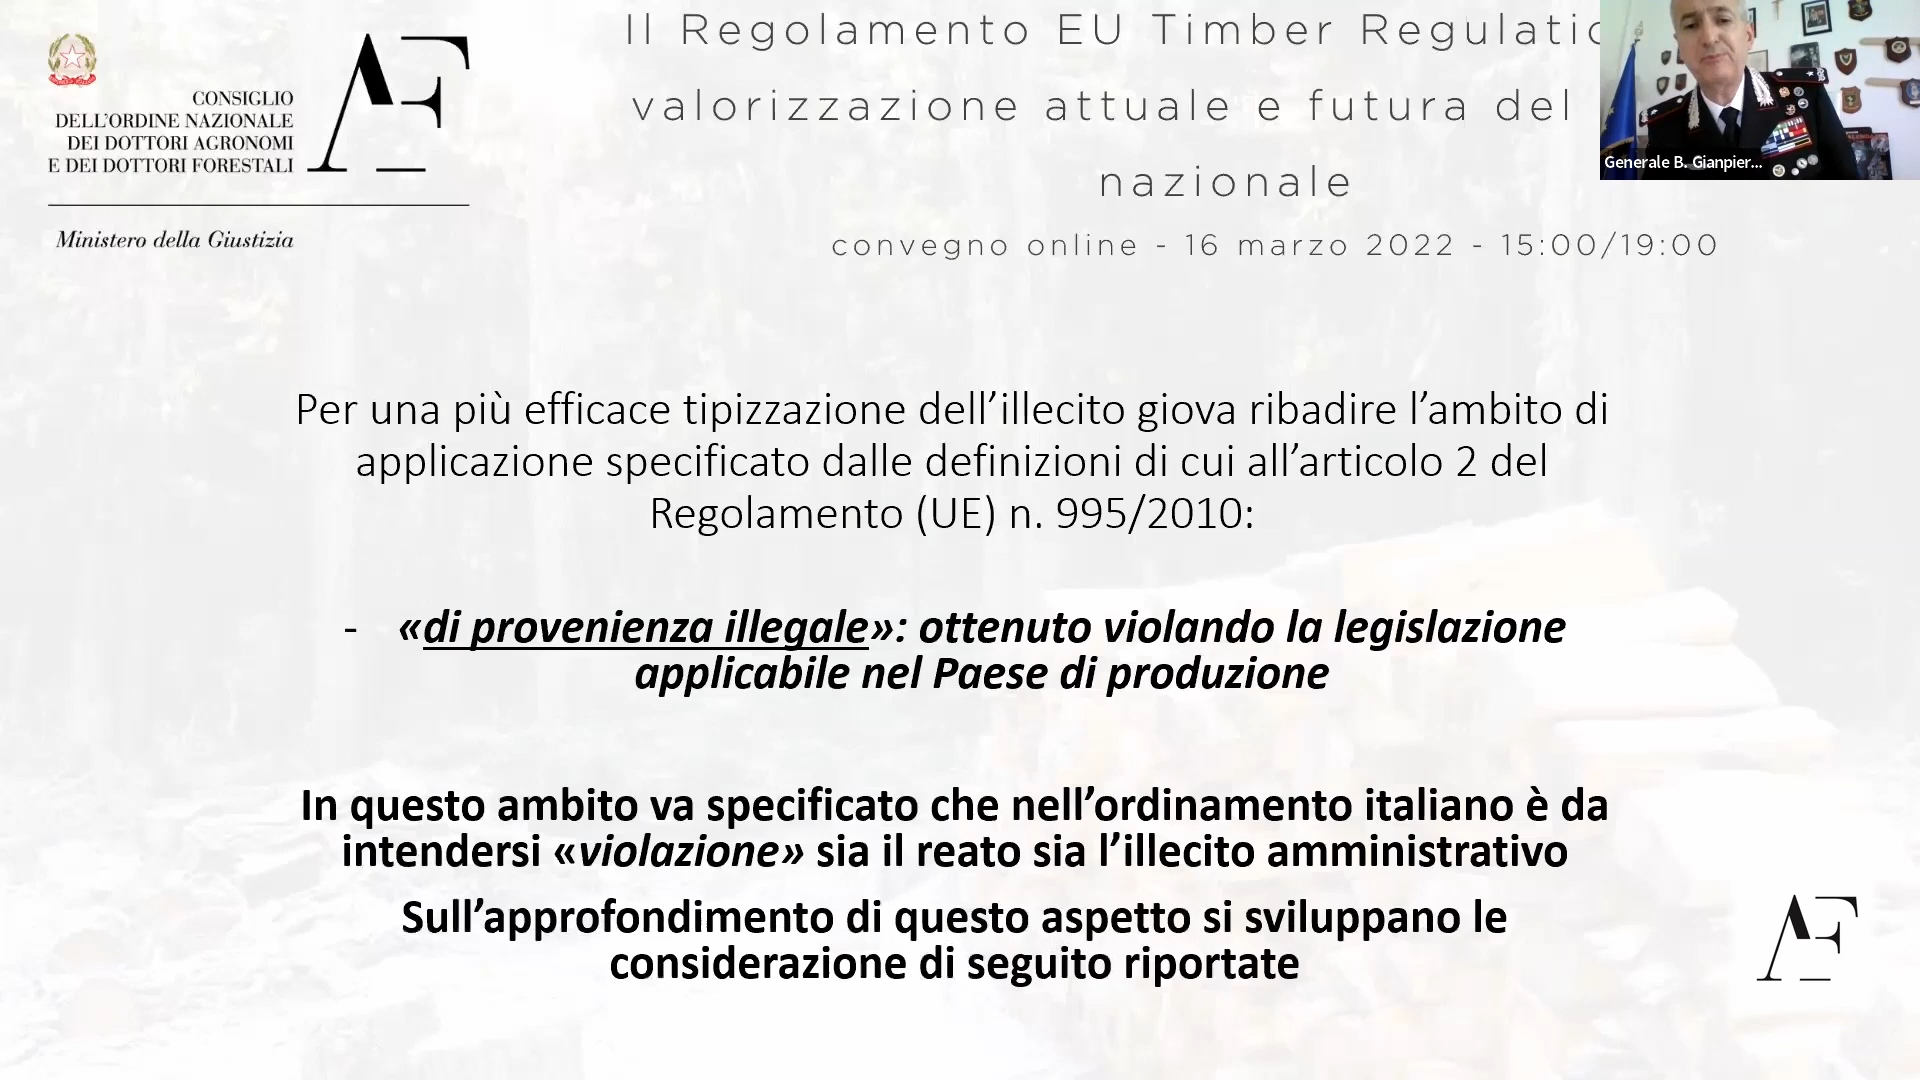 CONSIGLIO
DELL'ORDINE NAZIONALE
DEI DOTTORI AGRONOMI
E DEI DOTTORI FORESTALI
Ministero della Giustizia
AF
Il Regolamento EU Timber
valorizzazione attuale e futura del
nazionale
convegno online - 16 marzo 2022 - 15:00/19:00
Generale B. Gianpier...
Per una più efficace tipizzazione dell’illecito giova ribadire l’ambito di
applicazione specificato dalle definizioni di cui all’articolo 2 del
Regolamento (UE) n. 995/2010:
- «di provenienza illegale»: ottenuto violando la legislazione
applicabile nel Paese di produzione
In questo ambito va specificato che nell’ordinamento italiano è da
intendersi «violazione» sia il reato sia l’illecito amministrativo
Sull’approfondimento di questo aspetto si sviluppano le
considerazione di seguito riportate
AF